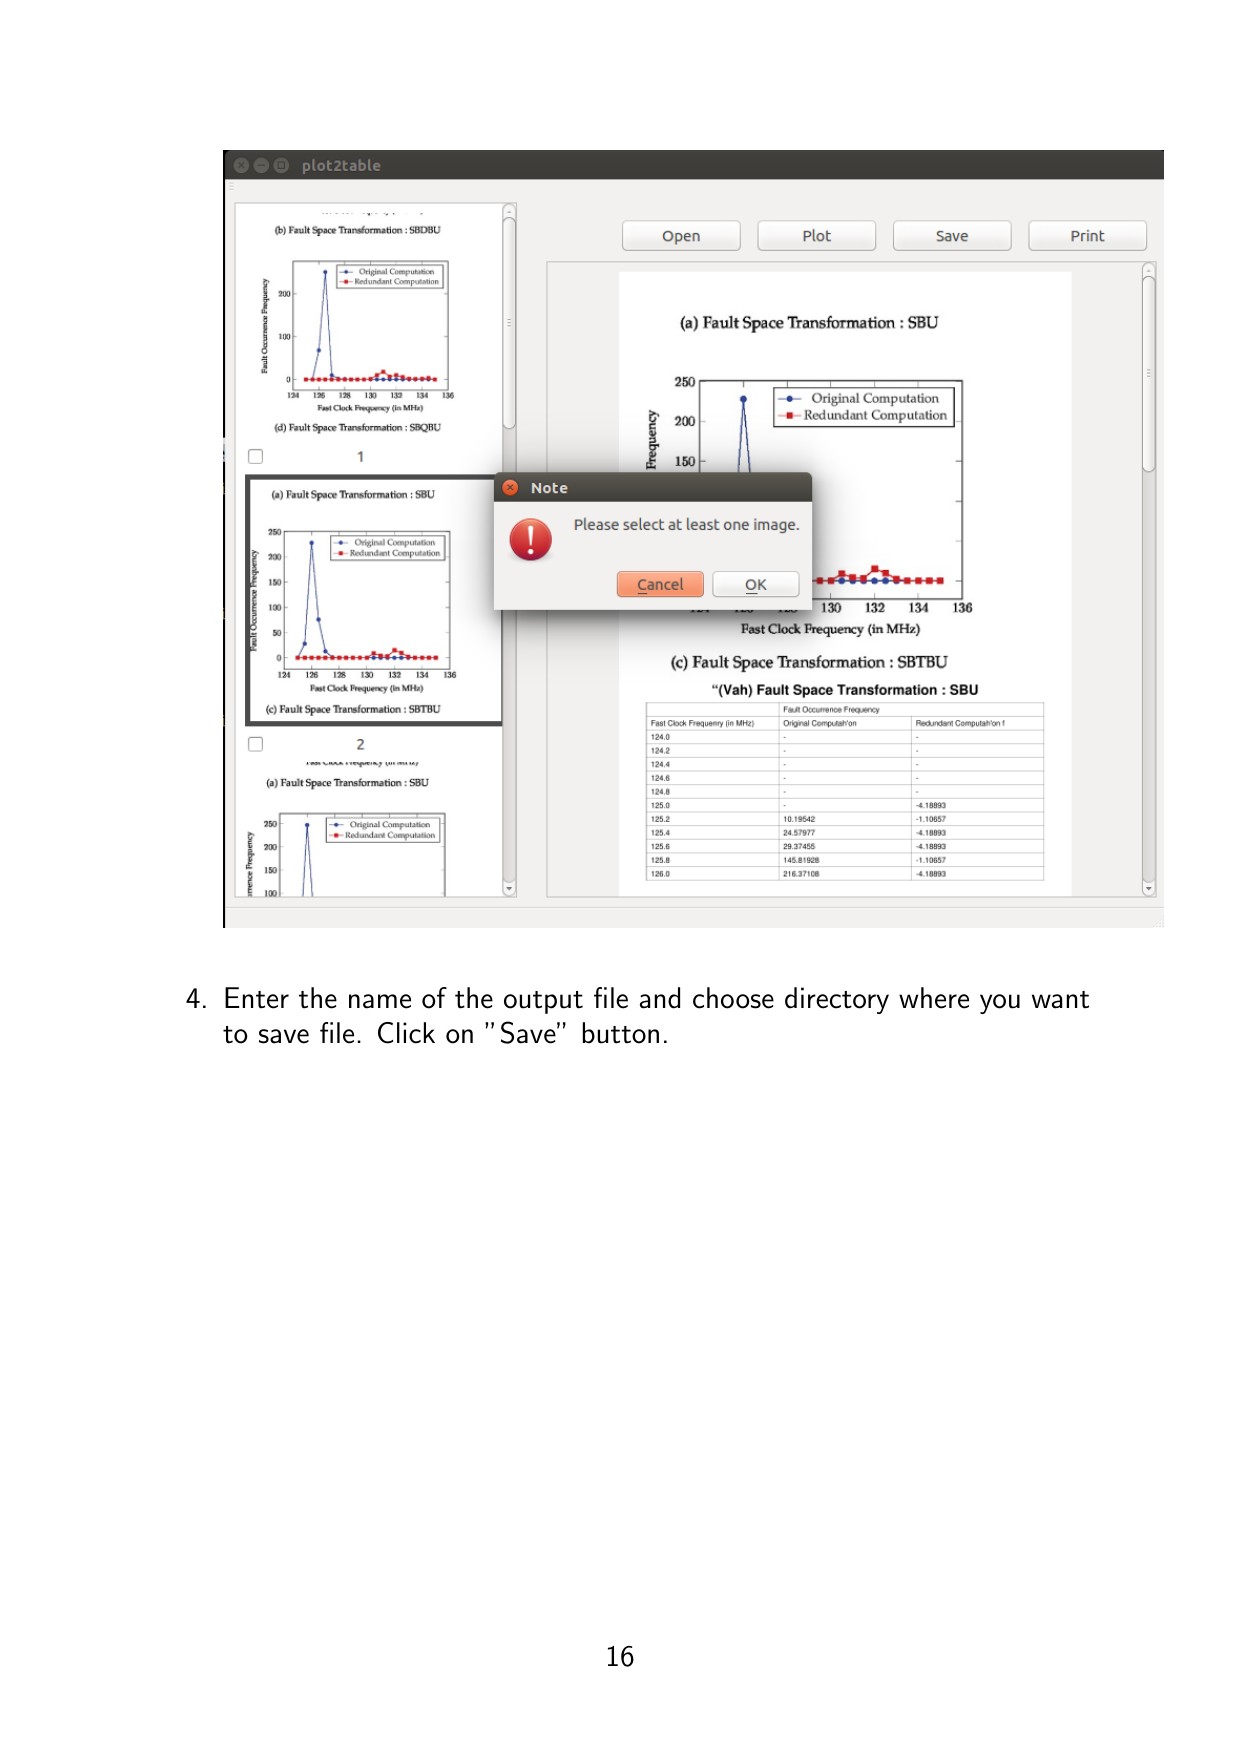 plot2table
(b) Fault Space Transformation : SBDBU
Original Computation
Redundant Computation
Fault Occurrence Frequency
200
100
0
124 126 128 130 132 134 136
Fast Clock Frequency (in MHz)
(d) Fault Space Transformation : SBQBU
1
(a) Fault Space Transformation : SBU
Original Computation
Redundant Computation
Fault Occurrence Frequency
250
200
150
100
50
0
124 126 128 130 132 134 136
Fast Clock Frequency (in MHz)
(c) Fault Space Transformation : SBTBU
2
Fast Clock Frequency (in MHz)
(a) Fault Space Transformation : SBU
Original Computation
Redundant Computation
250
200
150
100
Open Plot Save Print
(a) Fault Space Transformation : SBU
Original Computation
Redundant Computation
Frequency
250
200
150
Note
Please select at least one image.
Cancel OK
130 132 134 136
Fast Clock Frequency (in MHz)
(c) Fault Space Transformation : SBTBU
“(Vah) Fault Space Transformation : SBU
Fault Occurrence Frequency
Fast Clock Frequenry (in MHz) Original Computah'on Redundant Computah'on f
124.0 - -
124.2 - -
124.4 - -
124.6 - -
124.8 - -
125.0 - -4.18893
125.2 10.19542 -1.10657
125.4 24.57977 -4.18893
125.6 29.37455 -4.18893
125.8 145.81928 -1.10657
126.0 216.37108 -4.18893
4. Enter the name of the output file and choose directory where you want
to save file. Click on ”Save” button.
16